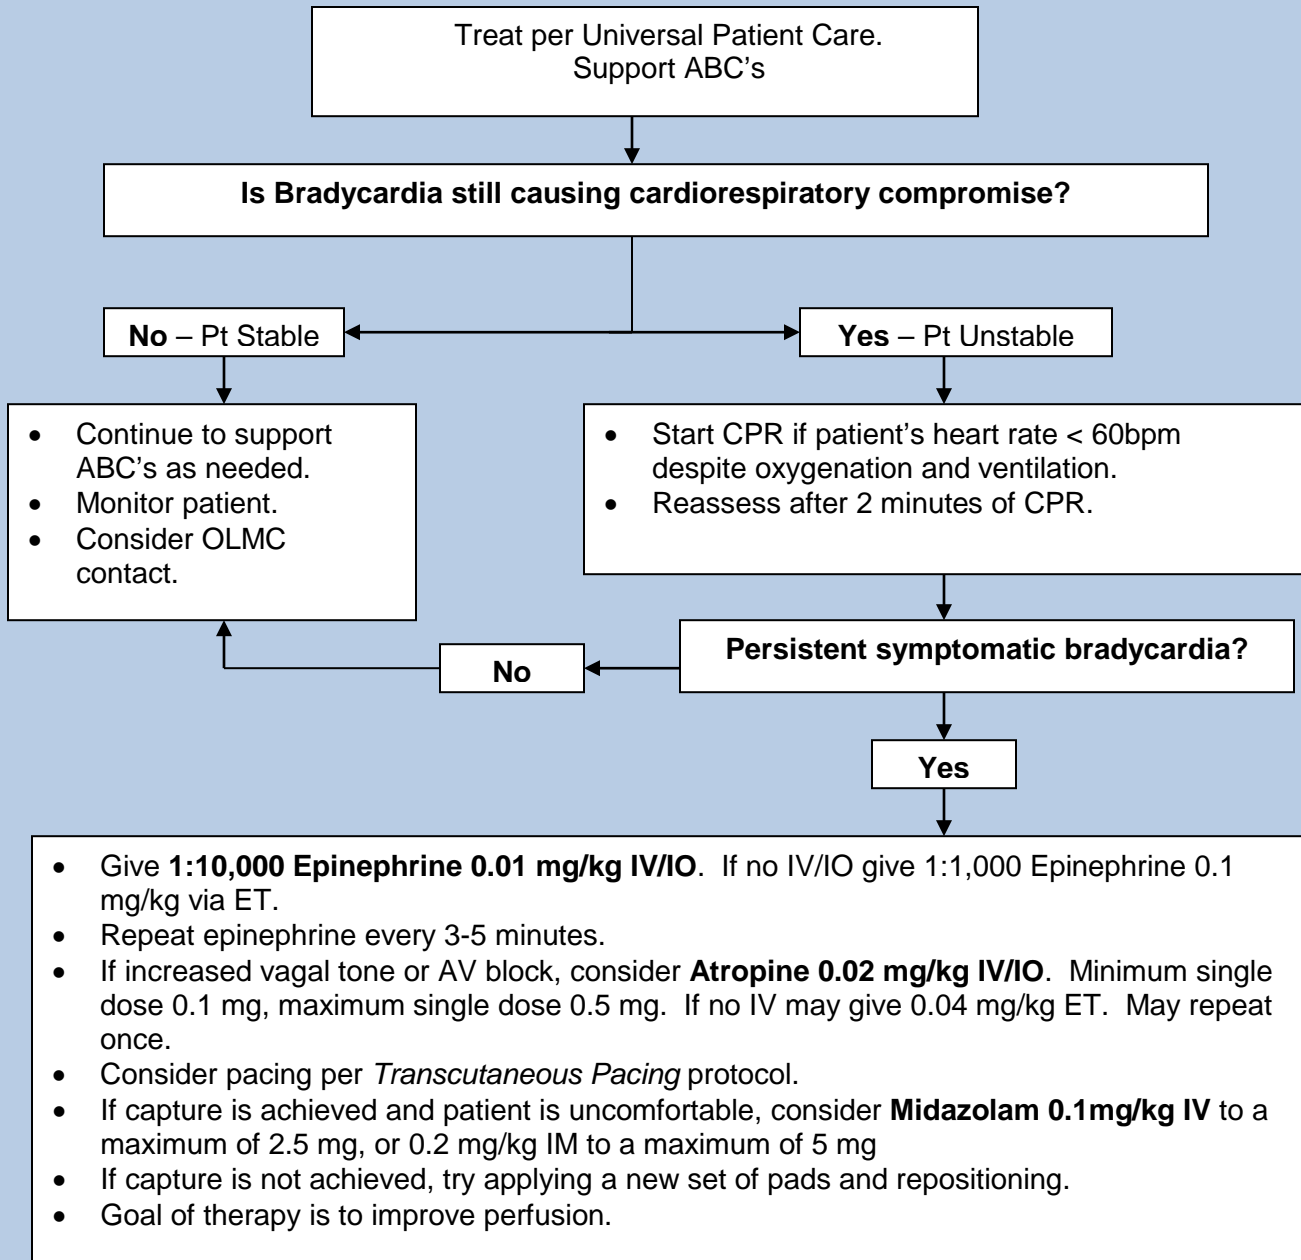 Treat per Universal Patient Care.
Support ABC’s
Is Bradycardia still causing cardiorespiratory compromise?
No – Pt Stable
Yes – Pt Unstable
• Continue to support
ABC’s as needed.
• Monitor patient.
• Consider OLMC
contact.
• Start CPR if patient’s heart rate < 60bpm
despite oxygenation and ventilation.
• Reassess after 2 minutes of CPR.
Persistent symptomatic bradycardia?
No
Yes
• Give 1:10,000 Epinephrine 0.01 mg/kg IV/IO.  If no IV/IO give 1:1,000 Epinephrine 0.1
mg/kg via ET.
• Repeat epinephrine every 3-5 minutes.
• If increased vagal tone or AV block, consider Atropine 0.02 mg/kg IV/IO.  Minimum single
dose 0.1 mg, maximum single dose 0.5 mg.  If no IV may give 0.04 mg/kg ET.  May repeat
once.
• Consider pacing per Transcutaneous Pacing protocol.
• If capture is achieved and patient is uncomfortable, consider Midazolam 0.1mg/kg IV to a
maximum of 2.5 mg, or 0.2 mg/kg IM to a maximum of 5 mg
• If capture is not achieved, try applying a new set of pads and repositioning.
• Goal of therapy is to improve perfusion.